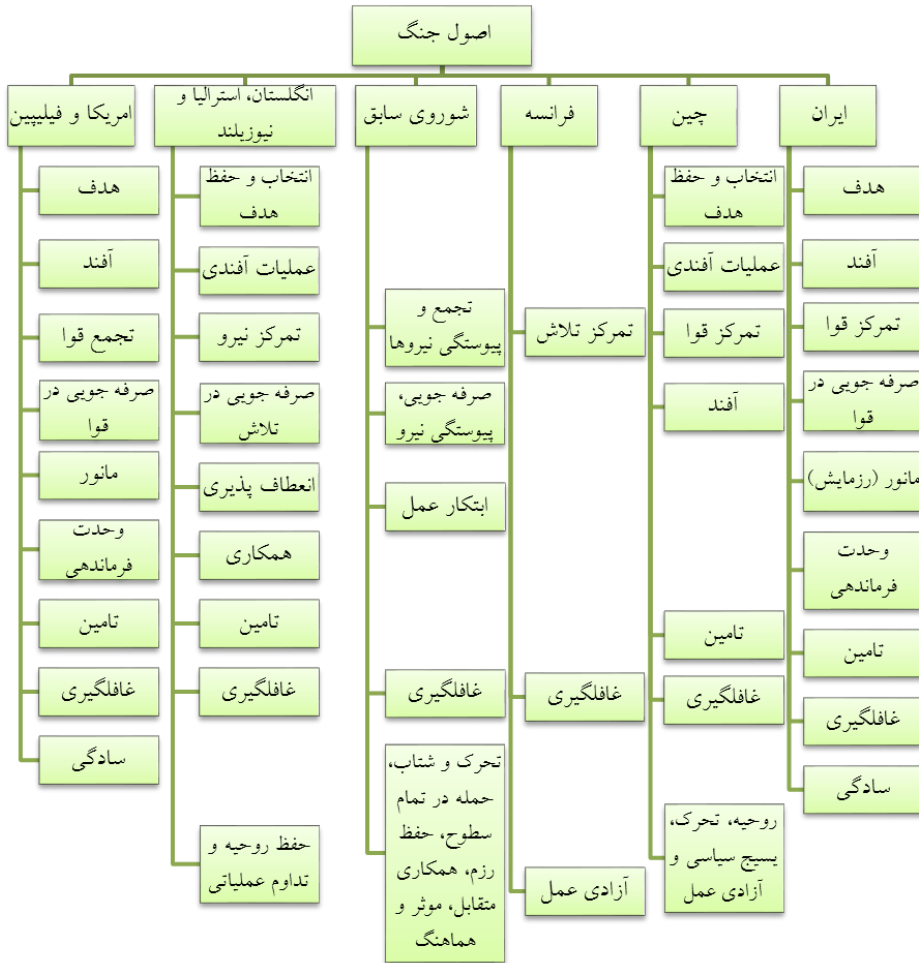 اصول جنگ
ایران
هدف
آفند
تمرکز قوا
صرفه جویی در
قوا
مانور (رزمایش)
وحدت
فرماندهی
تامین
غافلگیری
سادگی
چین
انتخاب و حفظ
هدف
عملیات آفندی
تمرکز قوا
آفند
تامین
غافلگیری
روحیه، تحرک،
یسیج سیاسی و
آزادی عمل
فرانسه
تمرکز تلاش
غافلگیری
آزادی عمل
شوروی سابق
تجمع و
پیوستگی نیروها
صرفه جویی،
پیوستگی نیرو
ابتکار عمل
غافلگیری
تحرک و شتاب،
حمله در تمام
سطوح، حفظ
رزم، همکاری
متقابل، موثر و
هماهنگ
انگلستان، استرالیا و
نیوزیلند
انتخاب و حفظ
هدف
عملیات آفندی
تمرکز نیرو
صرفه جویی در
تلاش
انعطاف پذیری
همکاری
تامین
غافلگیری
حفظ روحیه و
تداوم عملیاتی
امریکا و فیلیپین
هدف
آفند
تجمع قوا
صرفه جویی در
قوا
مانور
وحدت
فرماندهی
تامین
غافلگیری
سادگی